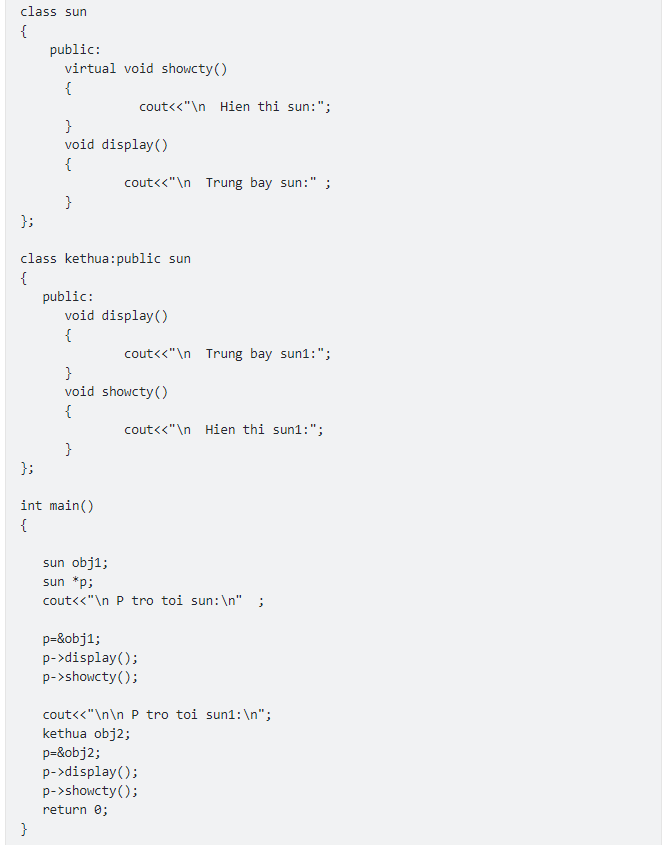 class sun
{
    public:
      virtual void showcty()
      {
                cout<<"\n  Hien thi sun:";
      }
      void display()
      {
              cout<<"\n  Trung bay sun:" ;
      }
};

class kethua:public sun
{
   public:
      void display()
      {
              cout<<"\n  Trung bay sun1:";
      }
      void showcty()
      {
              cout<<"\n  Hien thi sun1:";
      }
};

int main()
{

   sun obj1;
   sun *p;
   cout<<"\n P tro toi sun:\n"  ;

   p=&obj1;
   p->display();
   p->showcty();

   cout<<"\n\n P tro toi sun1:\n";
   kethua obj2;
   p=&obj2;
   p->display();
   p->showcty();
   return 0;
}